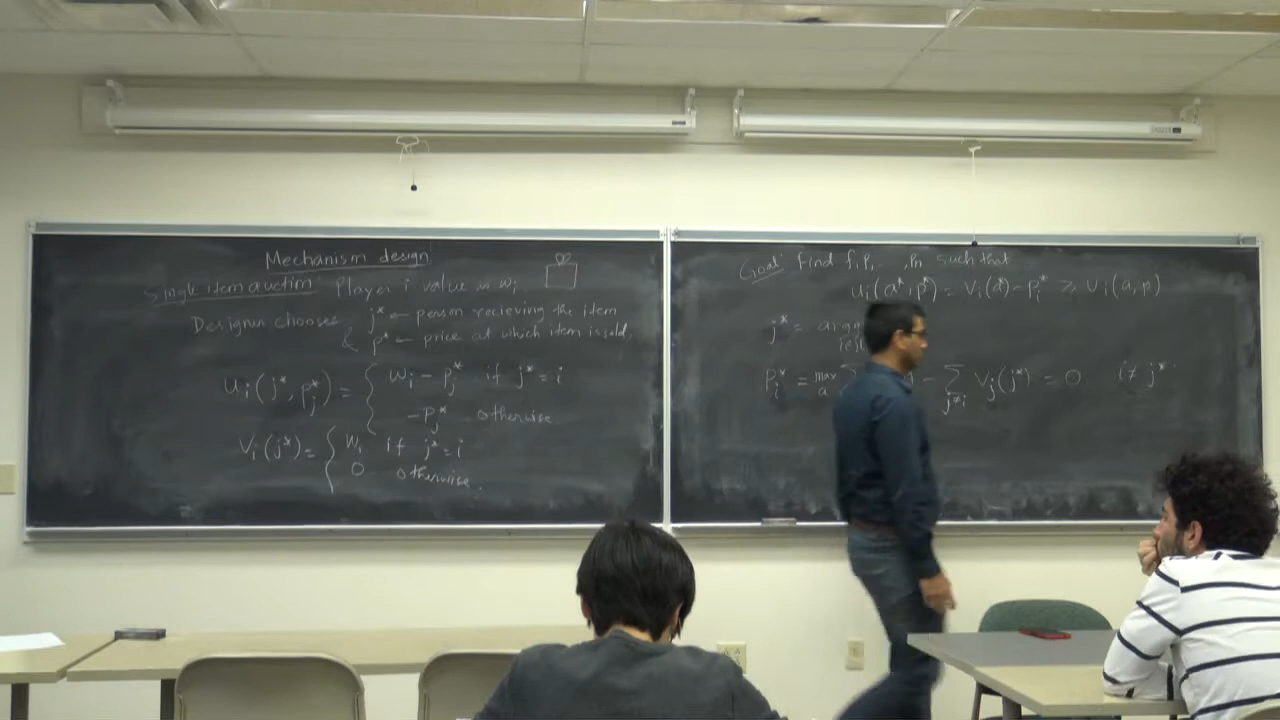 Mechanism design
Single item auction Player i value is wᵢ
Designer chooses j* ← person recieving the item
& p* ← price at which item is sold.
uᵢ(j*, pⱼ*) = { wᵢ - pⱼ* if j* = i
-pⱼ* otherwise
Vᵢ(j*) = { wᵢ if j* = i
0 otherwise.
Goal: Find f, p₁ ... , pₙ such that
uᵢ(a*, p*) = Vᵢ(a*) - pᵢ* ≥ uᵢ(a, p)
j* =
pᵢ* = max a - Σ j≠i Vⱼ(j*) = 0 (i ≠ j*